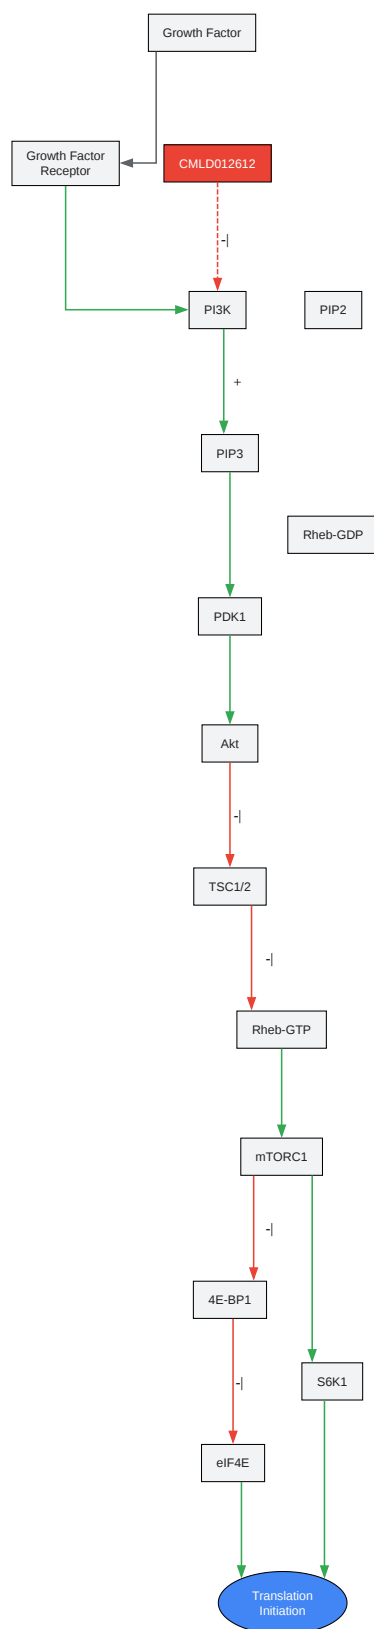 Growth Factor
Growth Factor
Receptor
CMLD012612
-|
PI3K
PIP2
+
PIP3
Rheb-GDP
PDK1
Akt
-|
TSC1/2
-|
Rheb-GTP
mTORC1
-|
4E-BP1
S6K1
-|
eIF4E
Translation
Initiation